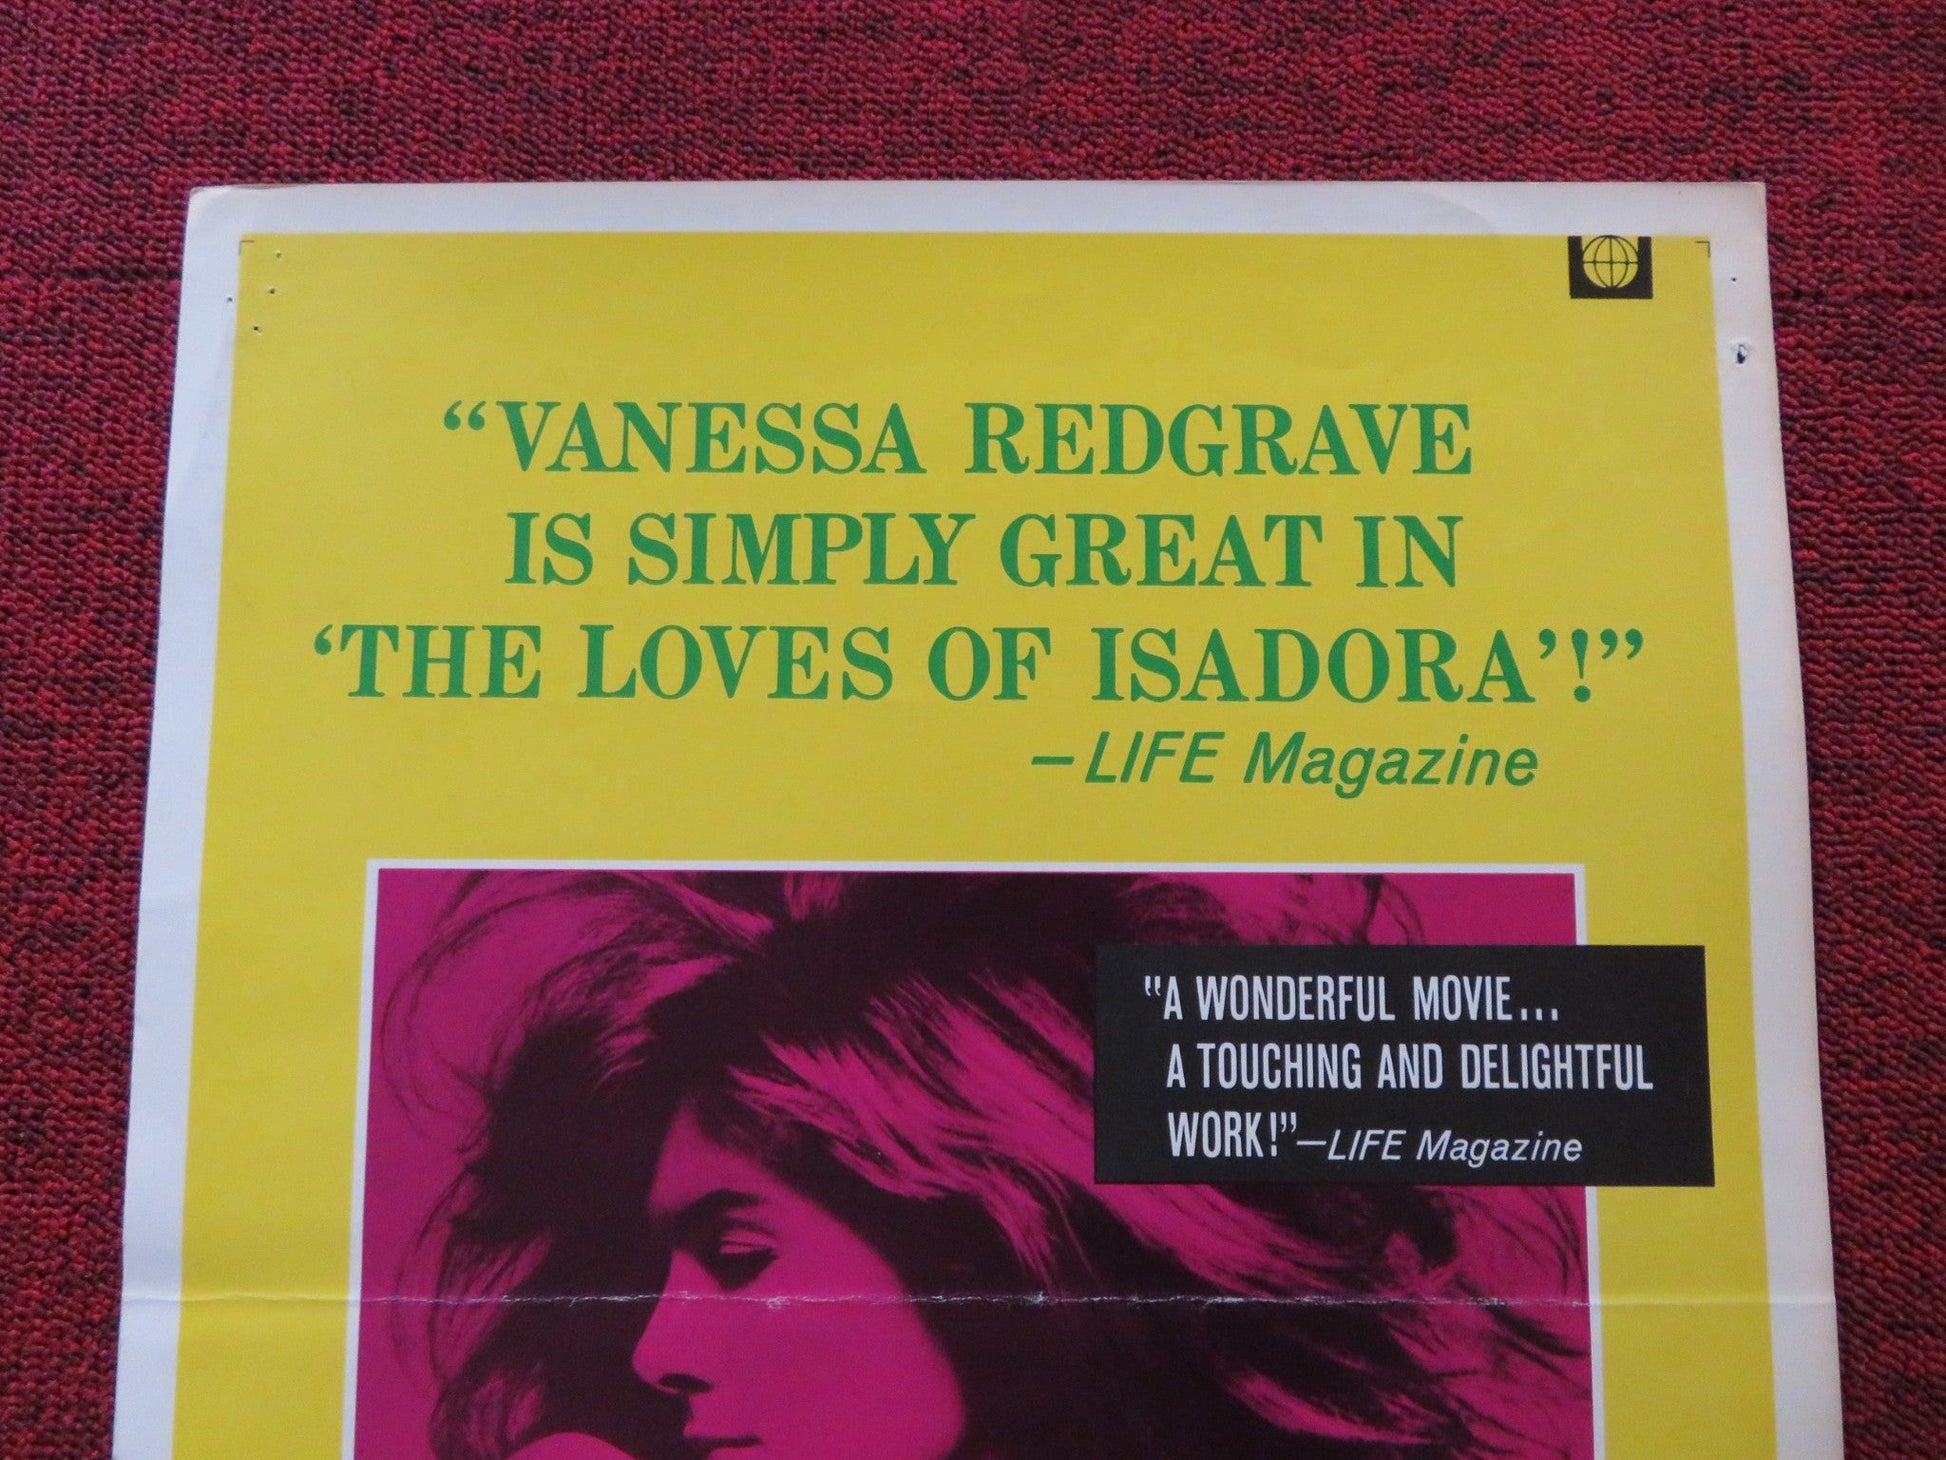 “VANESSA REDGRAVE
IS SIMPLY GREAT IN
‘THE LOVES OF ISADORA’!”
–LIFE Magazine
“A WONDERFUL MOVIE...
A TOUCHING AND DELIGHTFUL
WORK!”–LIFE Magazine